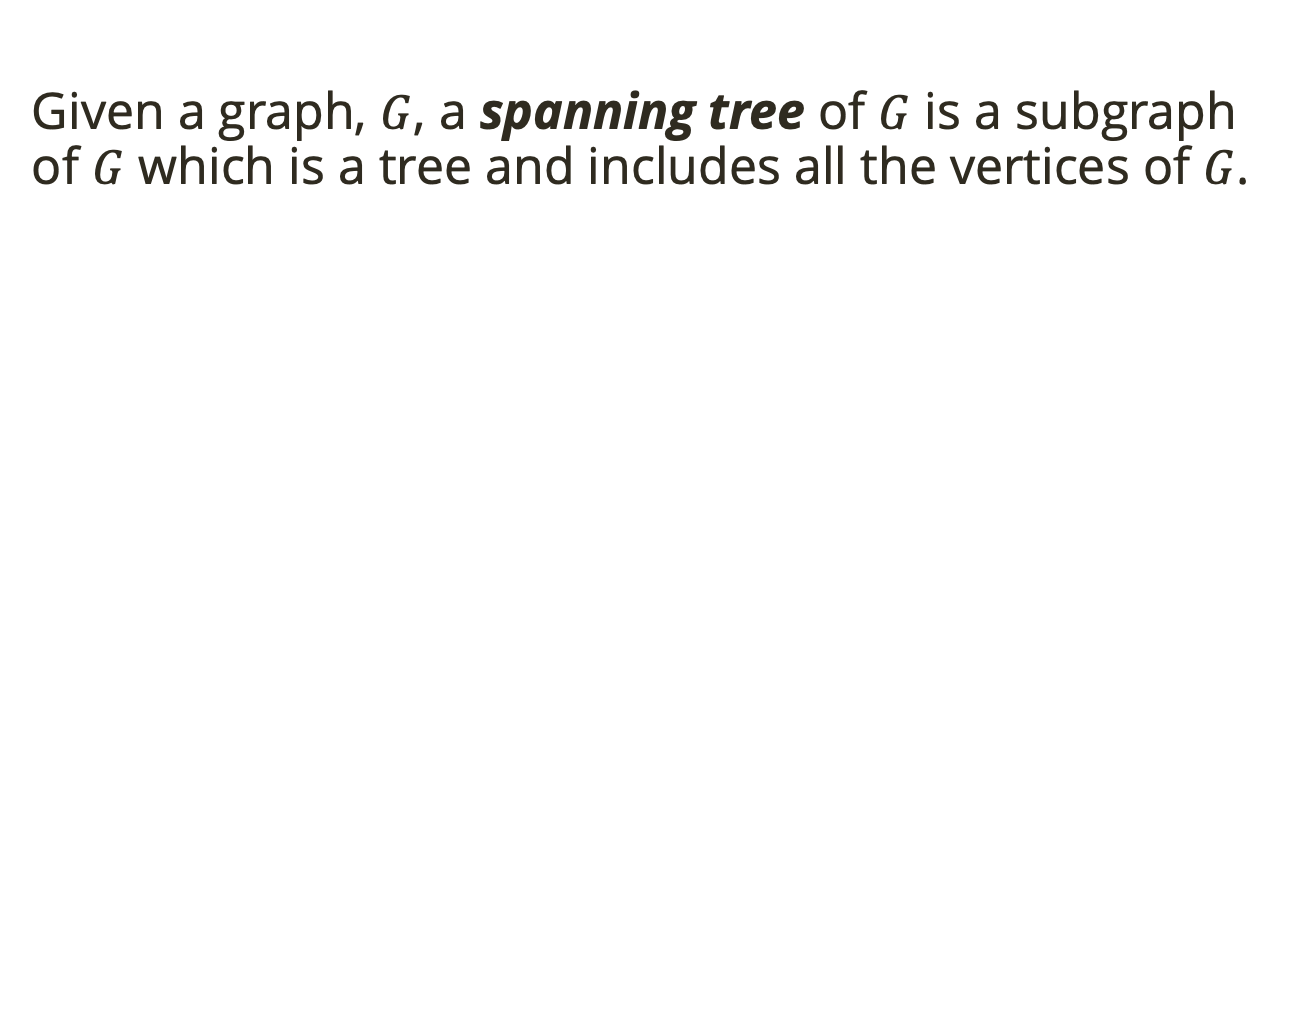 Given a graph, G, a spanning tree of G is a subgraph
of G which is a tree and includes all the vertices of G.